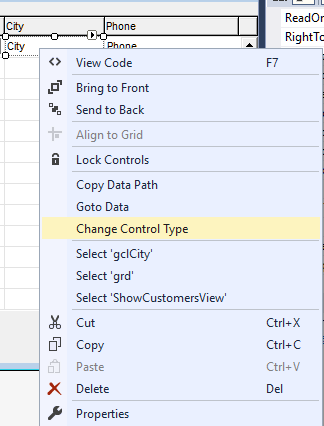 City Phone ReadOn
City Phone RightTo
View Code F7
Bring to Front
Send to Back
Align to Grid
Lock Controls
Copy Data Path
Goto Data
Change Control Type
Select 'gclCity'
Select 'grd'
Select 'ShowCustomersView'
Cut Ctrl+X
Copy Ctrl+C
Paste Ctrl+V
Delete Del
Properties